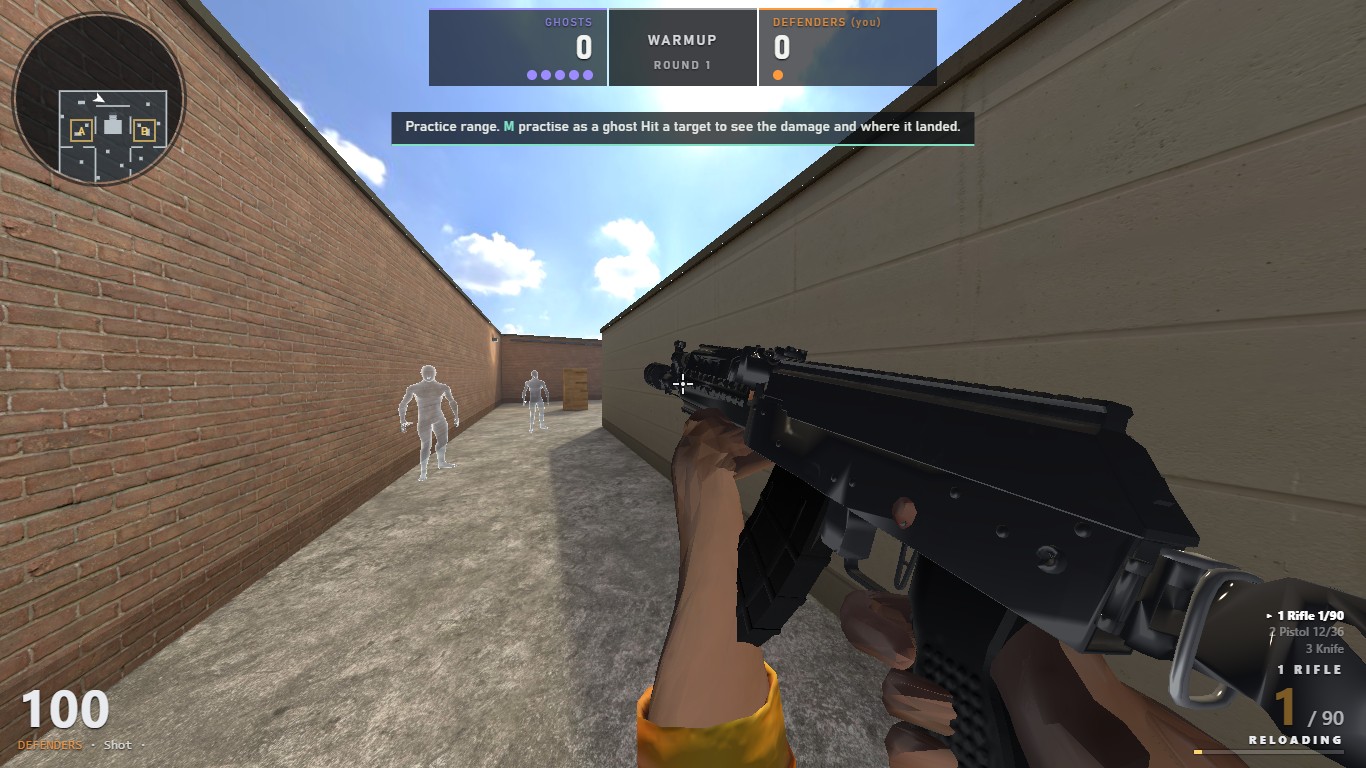 GHOSTS
0
WARMUP
ROUND 1
DEFENDERS (you)
0
A
B
Practice range. M practise as a ghost Hit a target to see the damage and where it landed.
▸ 1 Rifle 1/90
2 Pistol 12/36
3 Knife
1 RIFLE
1 / 90
RELOADING
100
DEFENDERS · Shot ·